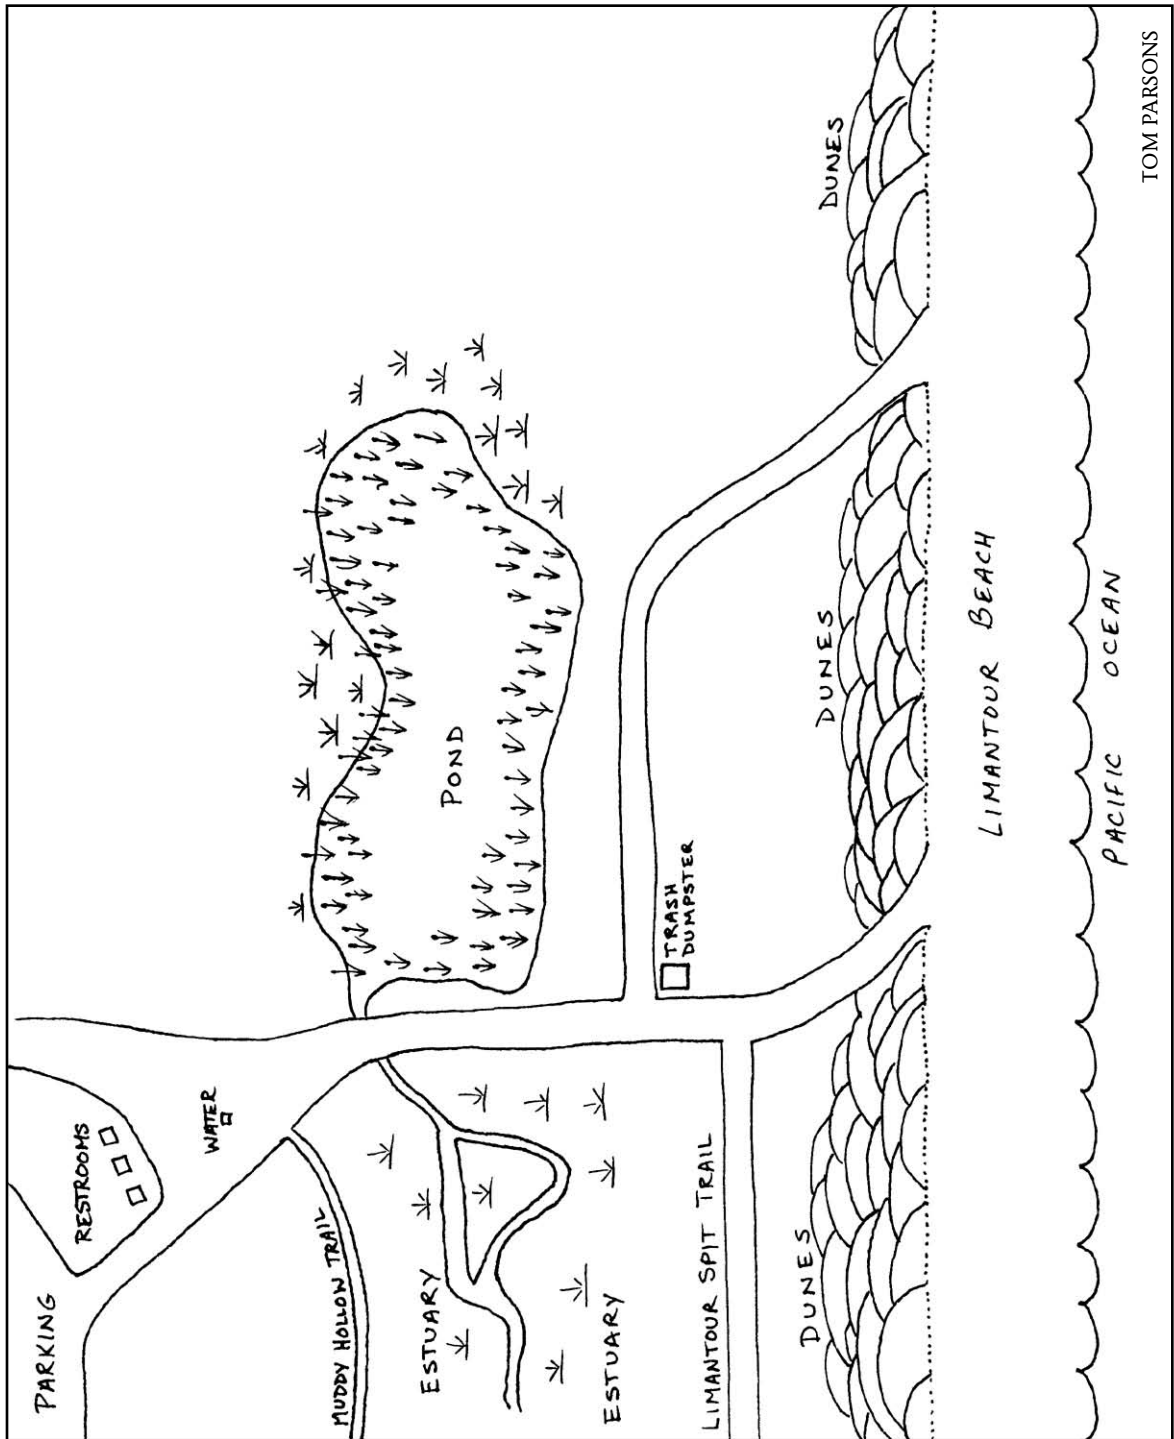 PARKING
RESTROOMS
WATER
MUDDY HOLLOW TRAIL
ESTUARY
ESTUARY
POND
LIMANTOUR SPIT TRAIL
TRASH
DUMPSTER
DUNES
DUNES
DUNES
LIMANTOUR BEACH
PACIFIC OCEAN
TOM PARSONS